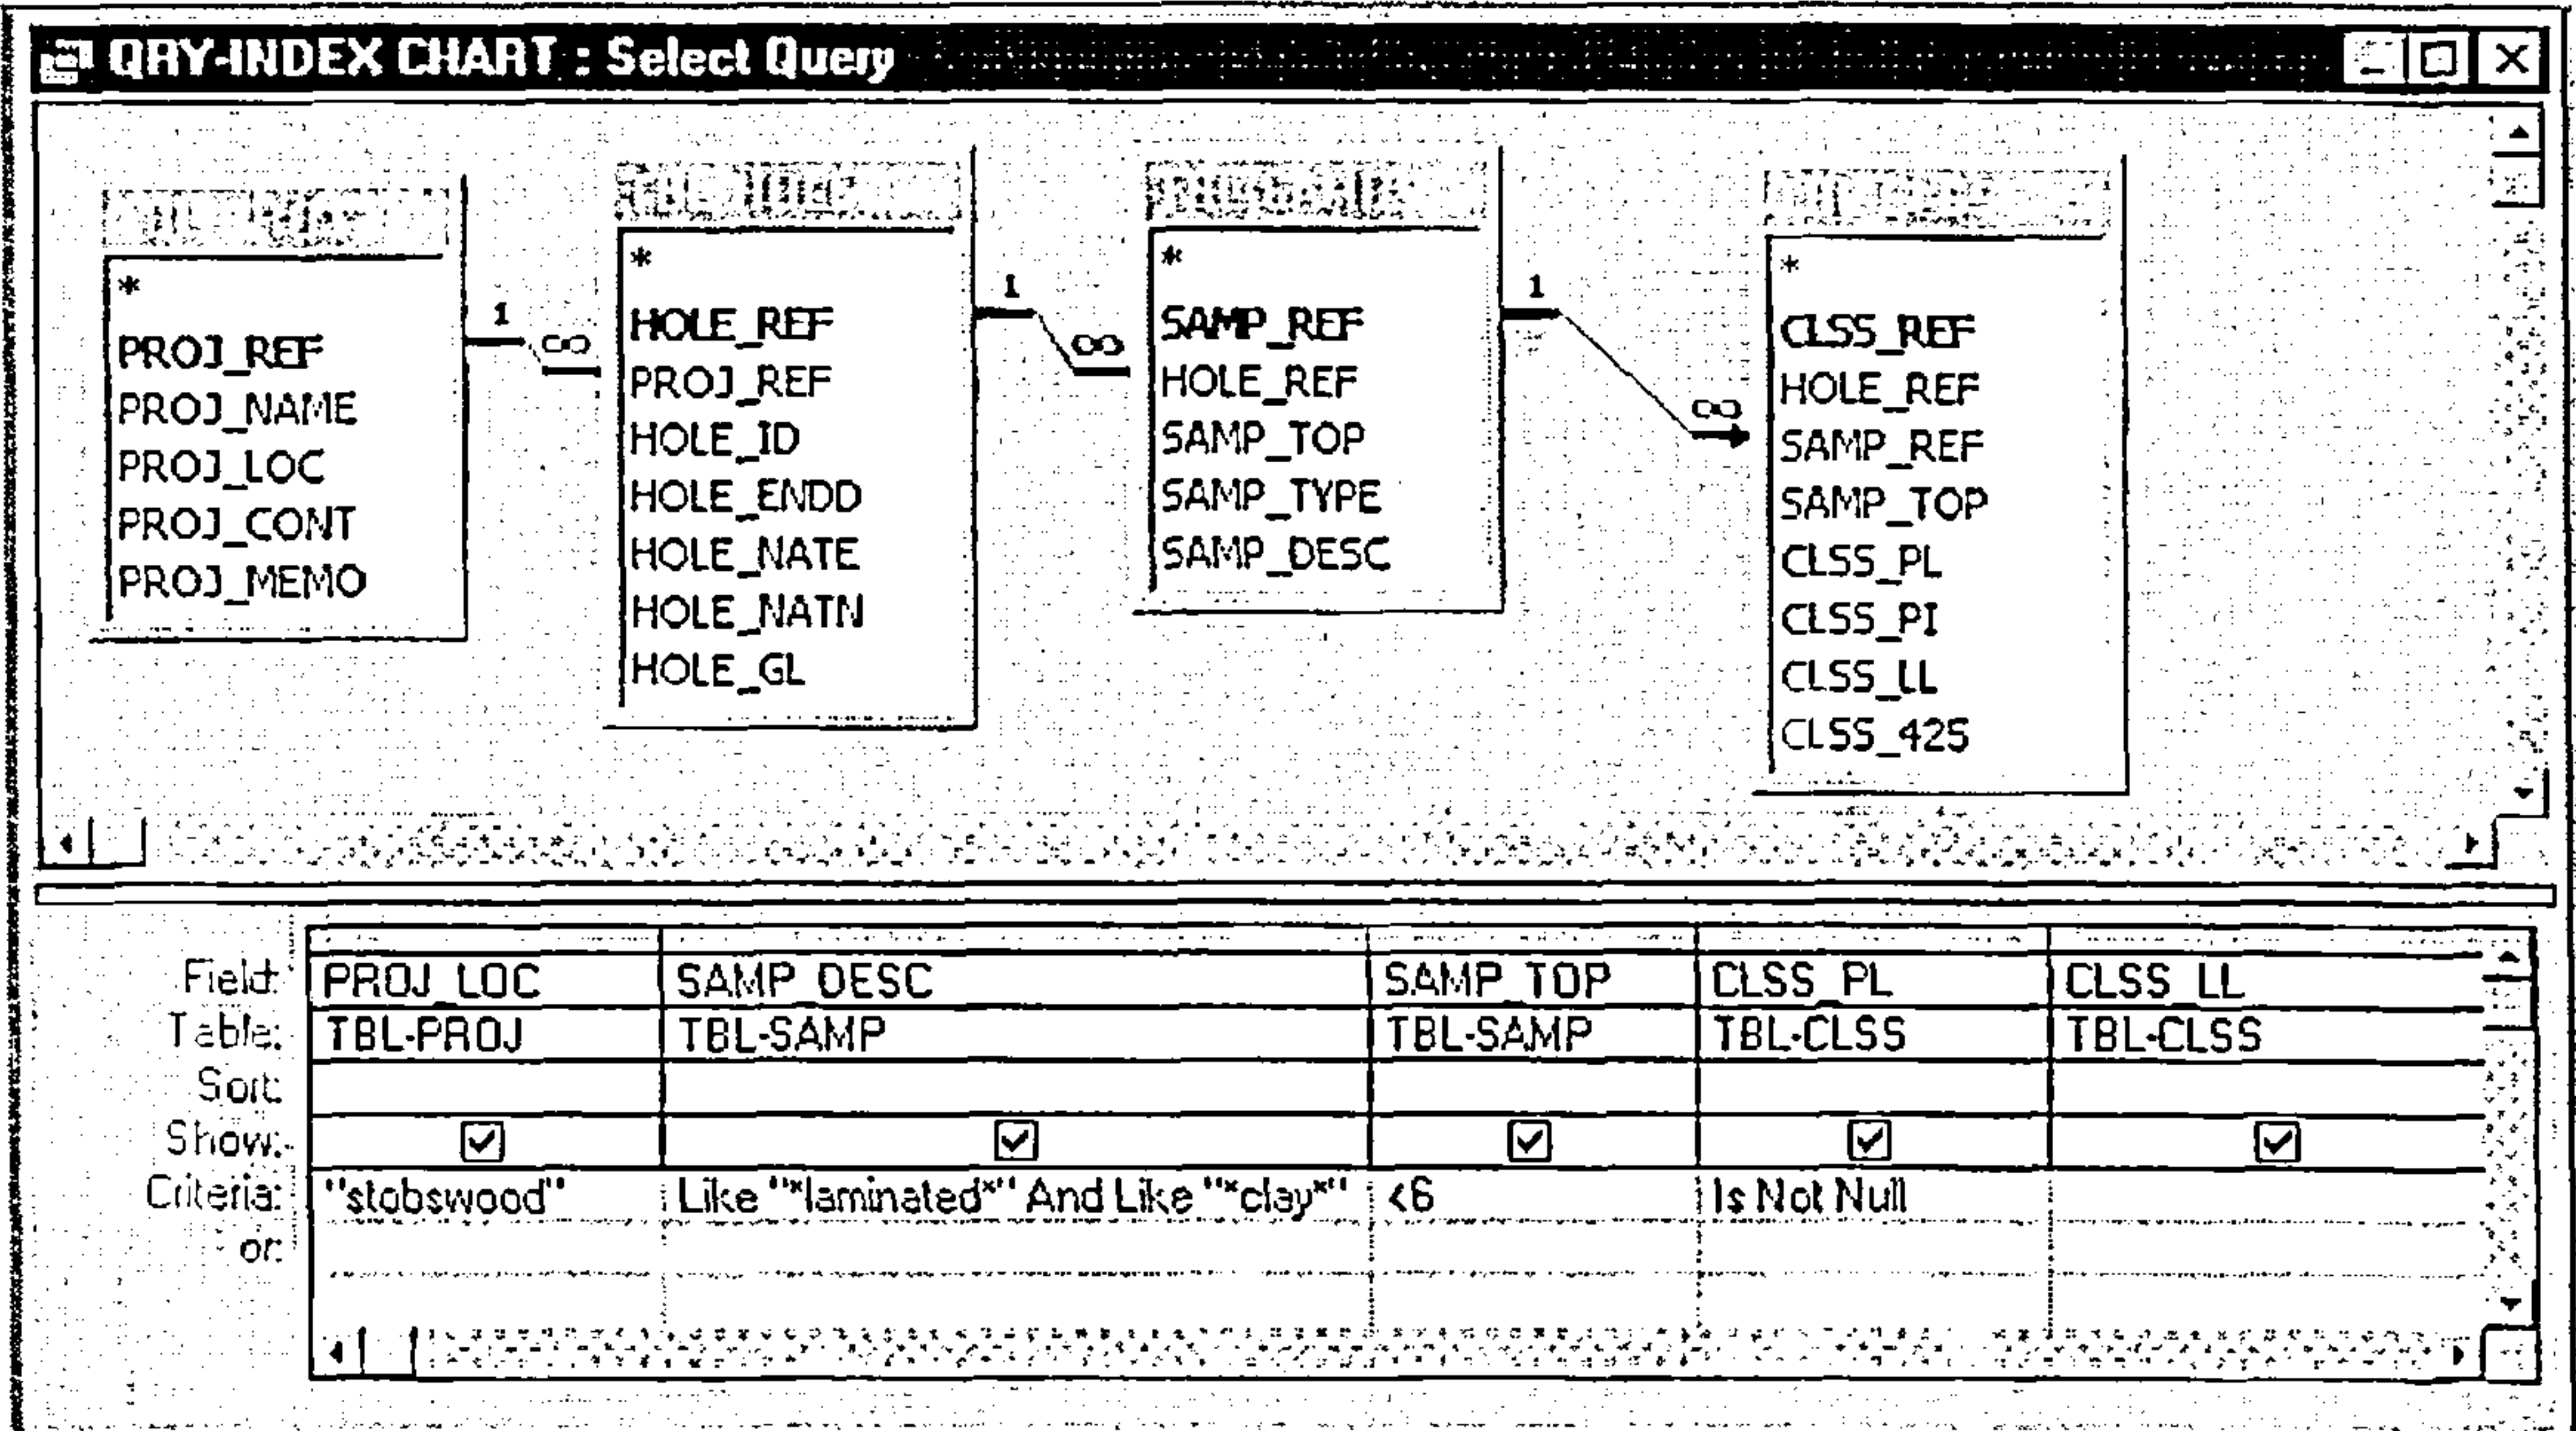 QRY-INDEX CHART : Select Query
*
PROJ_REF
PROJ_NAME
PROJ_LOC
PROJ_CONT
PROJ_MEMO
1 ∞
*
HOLE_REF
PROJ_REF
HOLE_ID
HOLE_ENDD
HOLE_NATE
HOLE_NATN
HOLE_GL
1 ∞
*
SAMP_REF
HOLE_REF
SAMP_TOP
SAMP_TYPE
SAMP_DESC
1 ∞
*
CLSS_REF
HOLE_REF
SAMP_REF
SAMP_TOP
CLSS_PL
CLSS_PI
CLSS_LL
CLSS_425
Field: PROJ_LOC SAMP_DESC SAMP_TOP CLSS_PL CLSS_LL
Table: TBL-PROJ TBL-SAMP TBL-SAMP TBL-CLSS TBL-CLSS
Sort:
Show:
Criteria: "stobswood" Like "*laminated*" And Like "*clay*" <6 Is Not Null
or: